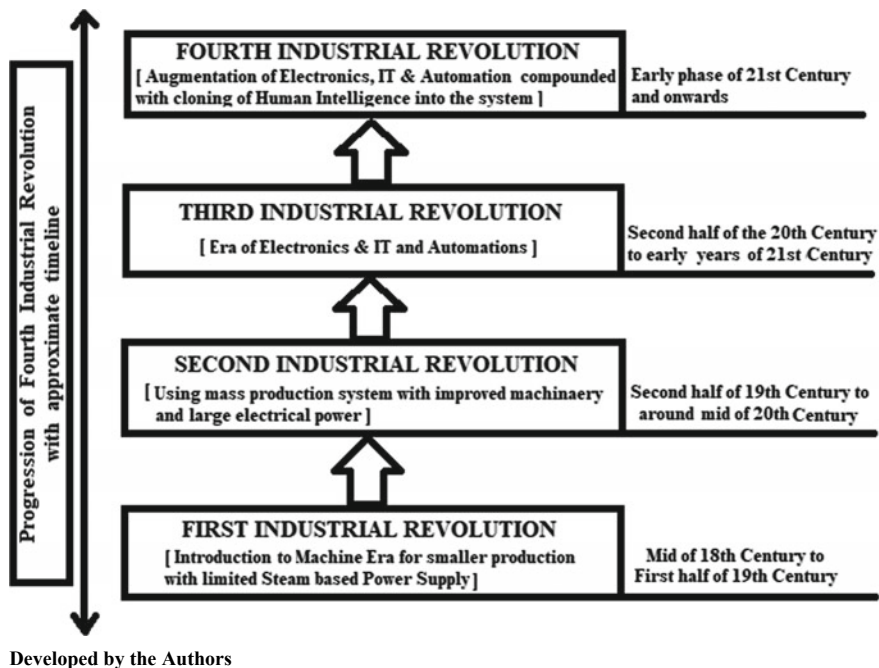 Progression of Fourth Industrial Revolution
with approximate timeline
FOURTH INDUSTRIAL REVOLUTION
[ Augmentation of Electronics, IT & Automation compounded
with cloning of Human Intelligence into the system ]
Early phase of 21st Century
and onwards
THIRD INDUSTRIAL REVOLUTION
[ Era of Electronics & IT and Automations ]
Second half of the 20th Century
to early years of 21st Century
SECOND INDUSTRIAL REVOLUTION
[ Using mass production system with improved machinaery
and large electrical power ]
Second half of 19th Century to
around mid of 20th Century
FIRST INDUSTRIAL REVOLUTION
[ Introduction to Machine Era for smaller production
with limited Steam based Power Supply]
Mid of 18th Century to
First half of 19th Century
Developed by the Authors